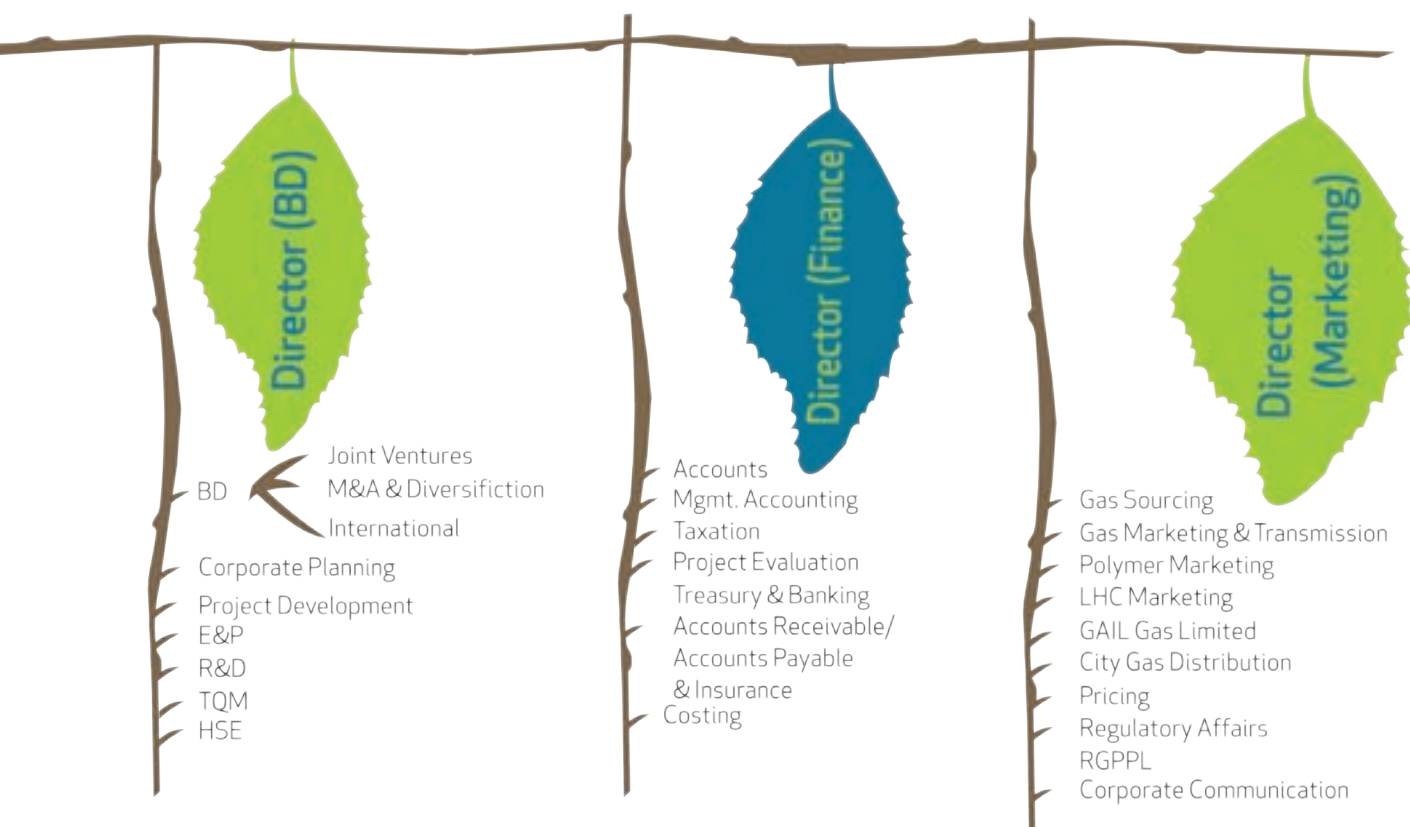 Director (BD)
BD
Joint Ventures
M&A & Diversifiction
International
Corporate Planning
Project Development
E&P
R&D
TQM
HSE
Director (Finance)
Accounts
Mgmt. Accounting
Taxation
Project Evaluation
Treasury & Banking
Accounts Receivable/
Accounts Payable
& Insurance
Costing
Director
(Marketing)
Gas Sourcing
Gas Marketing & Transmission
Polymer Marketing
LHC Marketing
GAIL Gas Limited
City Gas Distribution
Pricing
Regulatory Affairs
RGPPL
Corporate Communication